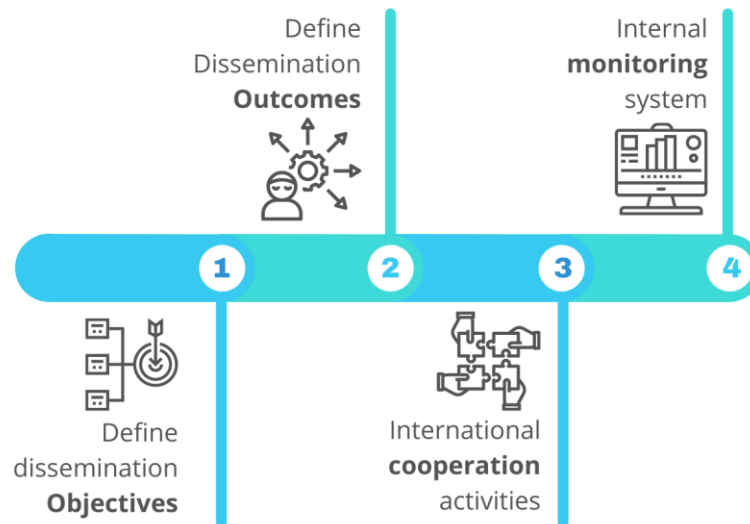 Define
Dissemination
Outcomes
Internal
monitoring
system
1
2
3
4
Define
dissemination
Objectives
International
cooperation
activities